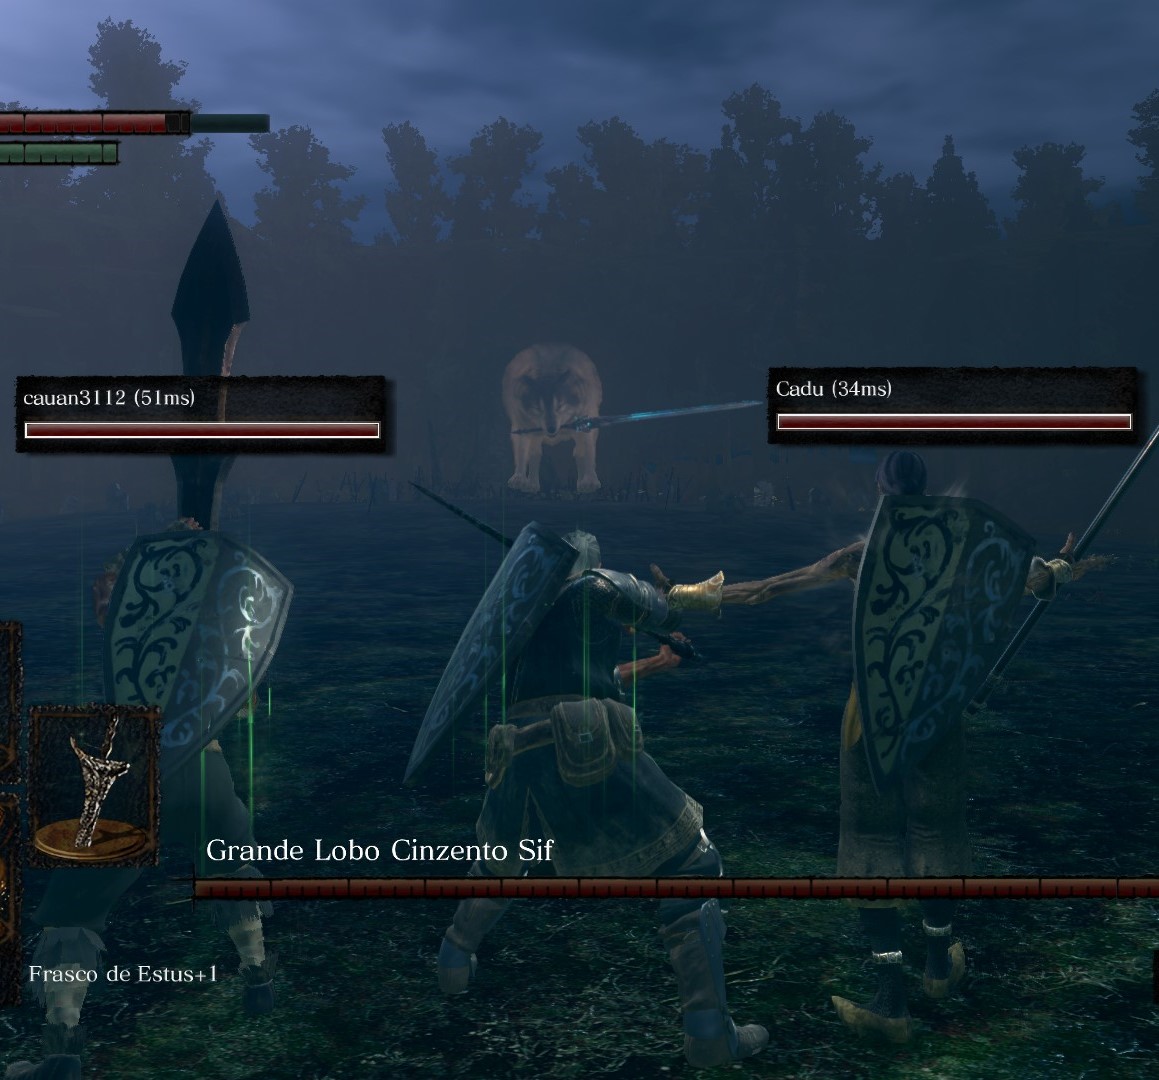 cauan3112 (51ms)
Cadu (34ms)
Grande Lobo Cinzento Sif
Frasco de Estus+1